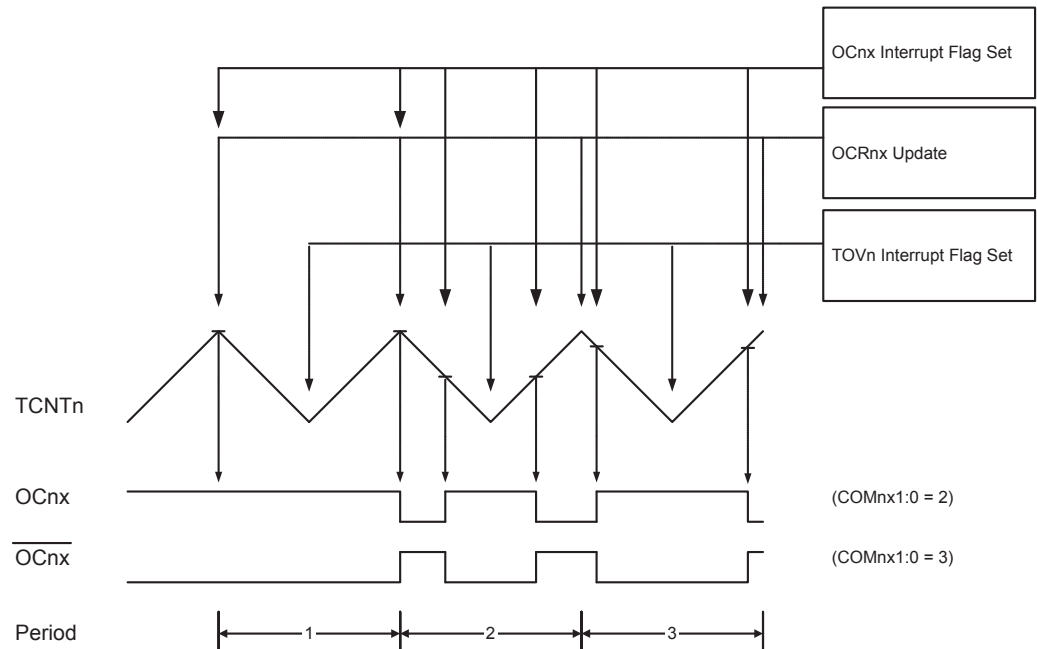 OCnx Interrupt Flag Set
OCRnx Update
TOVn Interrupt Flag Set
TCNTn
OCnx
(COMnx1:0 = 2)
OCnx
(COMnx1:0 = 3)
Period
1
2
3